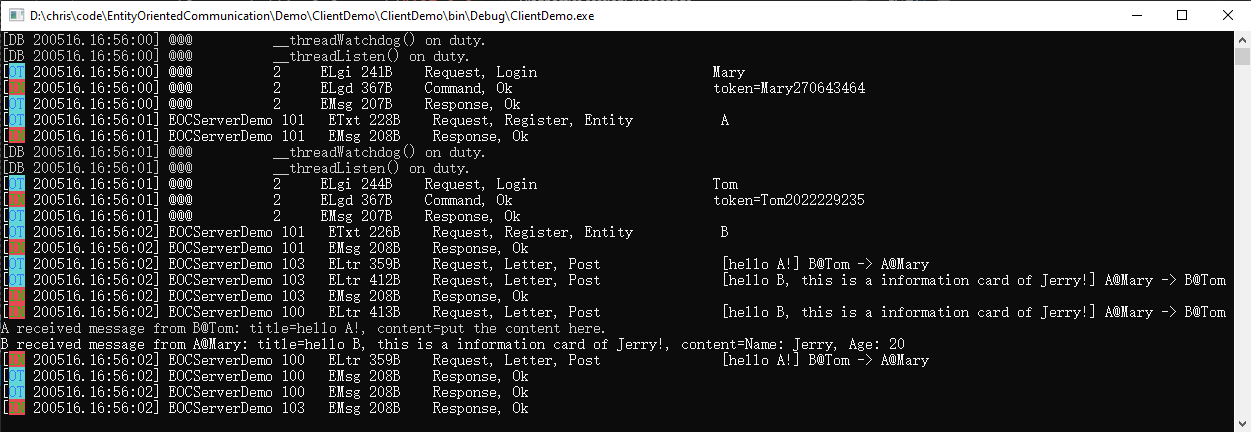 D:\chris\code\EntityOrientedCommunication\Demo\ClientDemo\ClientDemo\bin\Debug\ClientDemo.exe
[DB 200516.16:56:00] @@@ __threadWatchdog() on duty.
[DB 200516.16:56:00] @@@ __threadListen() on duty.
[OT 200516.16:56:00] @@@ 2 ELgi 241B Request, Login Mary
[ 200516.16:56:00] @@@ 2 ELgd 367B Command, Ok token=Mary270643464
[OT 200516.16:56:00] @@@ 2 EMsg 207B Response, Ok
[OT 200516.16:56:01] EOCServerDemo 101 ETxt 228B Request, Register, Entity A
[ 200516.16:56:01] EOCServerDemo 101 EMsg 208B Response, Ok
[DB 200516.16:56:01] @@@ __threadWatchdog() on duty.
[DB 200516.16:56:01] @@@ __threadListen() on duty.
[OT 200516.16:56:01] @@@ 2 ELgi 244B Request, Login Tom
[ 200516.16:56:01] @@@ 2 ELgd 367B Command, Ok token=Tom2022229235
[OT 200516.16:56:01] @@@ 2 EMsg 207B Response, Ok
[OT 200516.16:56:02] EOCServerDemo 101 ETxt 226B Request, Register, Entity B
[ 200516.16:56:02] EOCServerDemo 101 EMsg 208B Response, Ok
[OT 200516.16:56:02] EOCServerDemo 103 ELtr 359B Request, Letter, Post [hello A!] B@Tom -> A@Mary
[OT 200516.16:56:02] EOCServerDemo 103 ELtr 412B Request, Letter, Post [hello B, this is a information card of Jerry!] A@Mary -> B@Tom
[ 200516.16:56:02] EOCServerDemo 103 EMsg 208B Response, Ok
[ 200516.16:56:02] EOCServerDemo 100 ELtr 413B Request, Letter, Post [hello B, this is a information card of Jerry!] A@Mary -> B@Tom
A received message from B@Tom: title=hello A!, content=put the content here.
B received message from A@Mary: title=hello B, this is a information card of Jerry!, content=Name: Jerry, Age: 20
[ 200516.16:56:02] EOCServerDemo 100 ELtr 359B Request, Letter, Post [hello A!] B@Tom -> A@Mary
[OT 200516.16:56:02] EOCServerDemo 100 EMsg 208B Response, Ok
[OT 200516.16:56:02] EOCServerDemo 100 EMsg 208B Response, Ok
[ 200516.16:56:02] EOCServerDemo 103 EMsg 208B Response, Ok